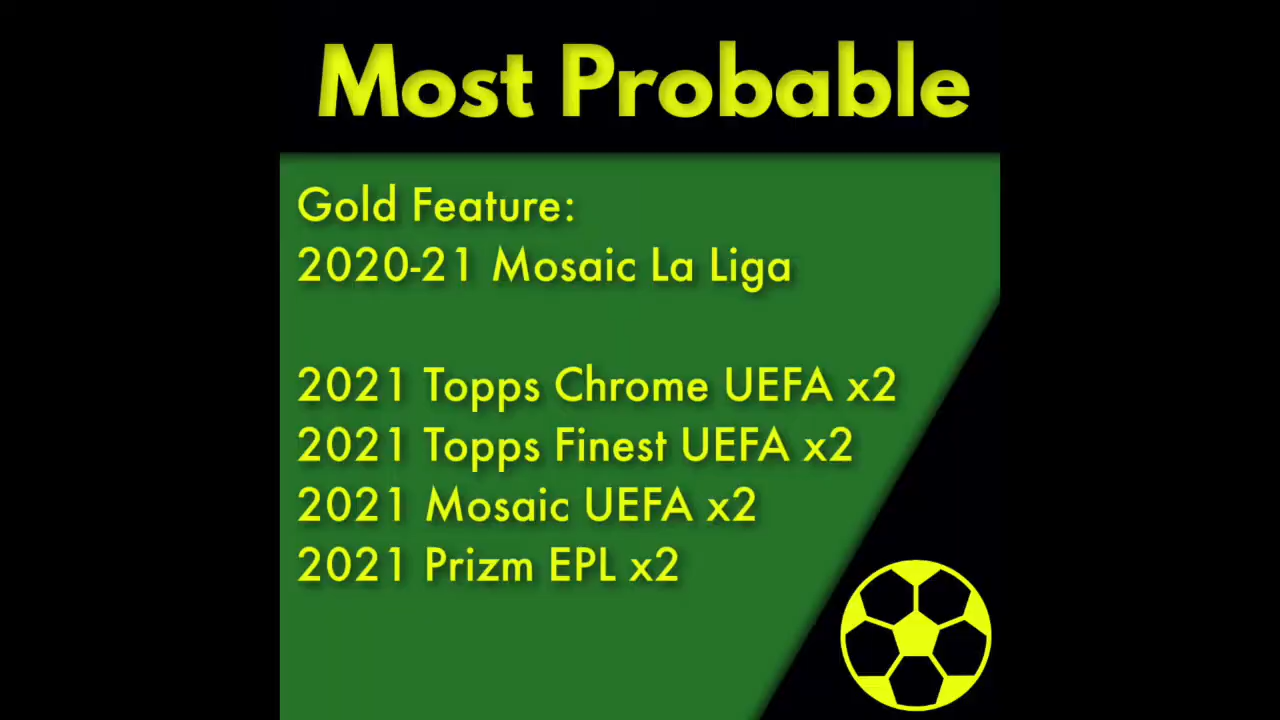 Most Probable
Gold Feature:
2020-21 Mosaic La Liga
2021 Topps Chrome UEFA x2
2021 Topps Finest UEFA x2
2021 Mosaic UEFA x2
2021 Prizm EPL x2